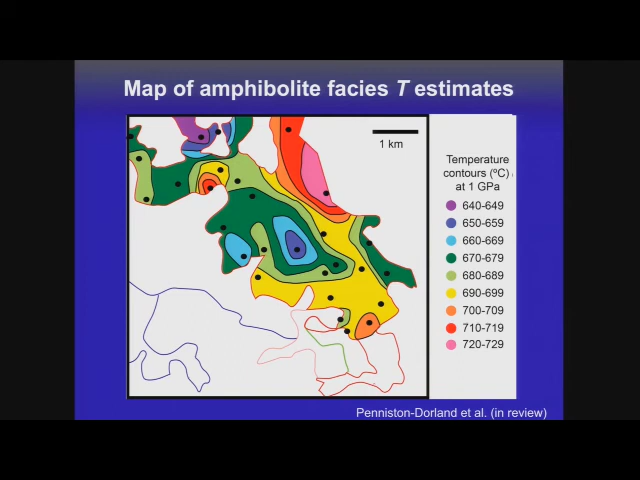 Map of amphibolite facies T estimates
1 km
Temperature
contours (ºC)
at 1 GPa
640-649
650-659
660-669
670-679
680-689
690-699
700-709
710-719
720-729
Penniston-Dorland et al. (in review)